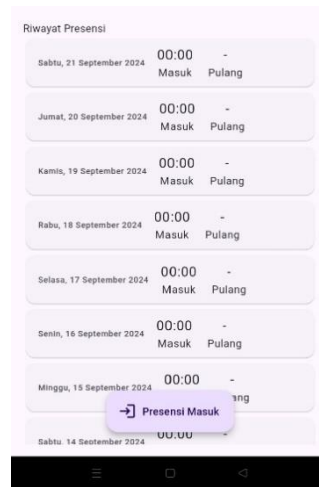 Riwayat Presensi
Sabtu, 21 September 2024 00:00 -
Masuk Pulang
Jumat, 20 September 2024 00:00 -
Masuk Pulang
Kamis, 19 September 2024 00:00 -
Masuk Pulang
Rabu, 18 September 2024 00:00 -
Masuk Pulang
Selasa, 17 September 2024 00:00 -
Masuk Pulang
Senin, 16 September 2024 00:00 -
Masuk Pulang
Minggu, 15 September 2024 00:00 -
ang
Presensi Masuk
Sabtu, 14 September 2024 00:00 -